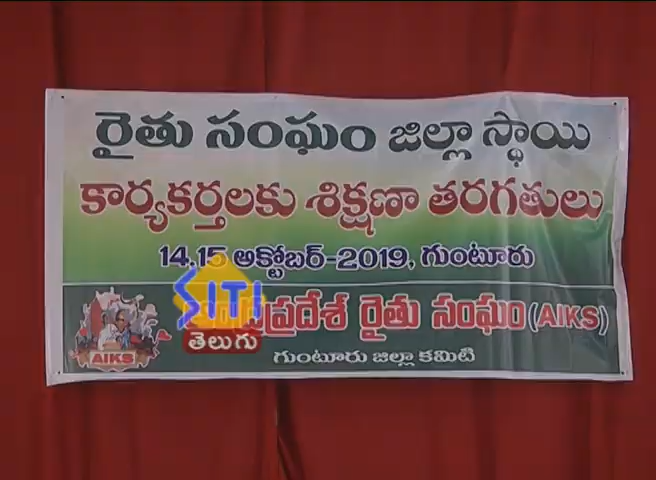 రైతు సంఘం జిల్లా స్థాయి
కార్యకర్తలకు శిక్షణా తరగతులు
14,15 అక్టోబర్-2019, గుంటూరు
ప్రదేశ్ రైతు సంఘం (AIKS)
గుంటూరు జిల్లా కమిటి
AIKS
SITI
తెలుగు